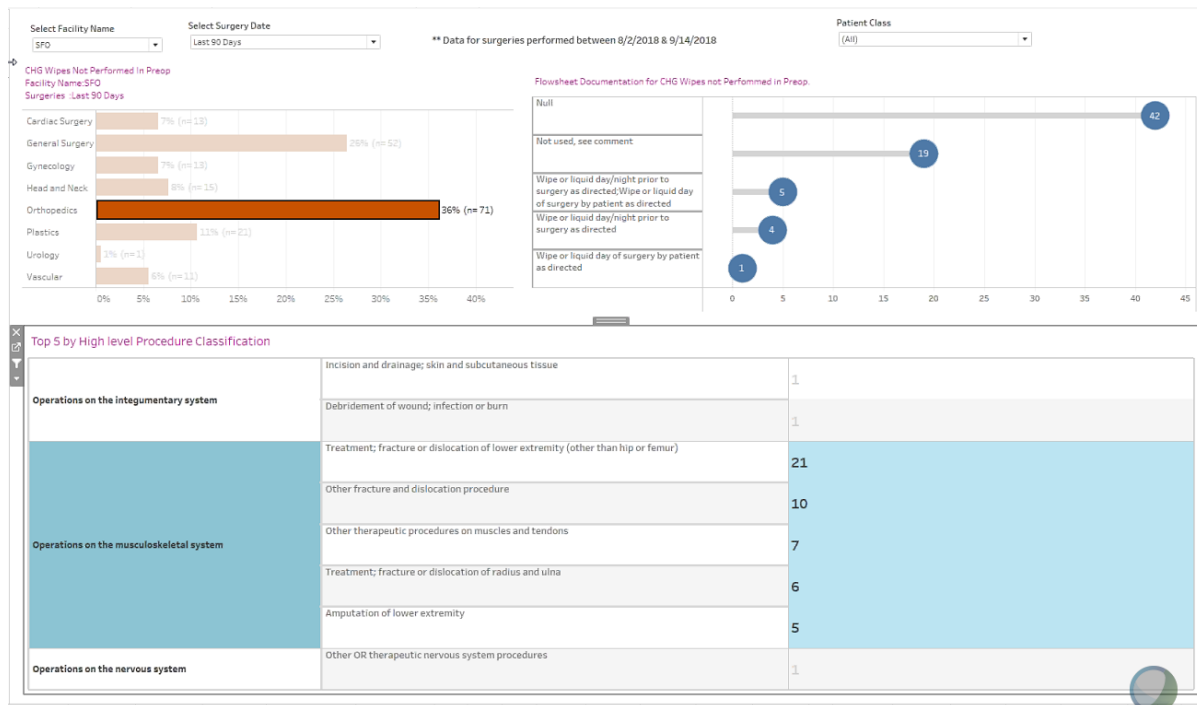 Select Facility Name
SFO
Select Surgery Date
Last 90 Days
** Data for surgeries performed between 8/2/2018 & 9/14/2018
Patient Class
(All)
CHG Wipes Not Performed In Preop
Facility Name:SFO
Surgeries :Last 90 Days
Cardiac Surgery
7% (n=13)
General Surgery
26% (n=52)
Gynecology
7% (n=13)
Head and Neck
8% (n=15)
Orthopedics
36% (n=71)
Plastics
11% (n=21)
Urology
1% (n=1)
Vascular
6% (n=11)
0% 5% 10% 15% 20% 25% 30% 35% 40%
Flowsheet Documentation for CHG Wipes not Perfommed in Preop.
Null
42
Not used, see comment
19
Wipe or liquid day/night prior to
surgery as directed;Wipe or liquid day
of surgery by patient as directed
5
Wipe or liquid day/night prior to
surgery as directed
4
Wipe or liquid day of surgery by patient
as directed
1
0 5 10 15 20 25 30 35 40 45
Top 5 by High level Procedure Classification
Operations on the integumentary system
Incision and drainage; skin and subcutaneous tissue
1
Debridement of wound; infection or burn
1
Operations on the musculoskeletal system
Treatment; fracture or dislocation of lower extremity (other than hip or femur)
21
Other fracture and dislocation procedure
10
Other therapeutic procedures on muscles and tendons
7
Treatment; fracture or dislocation of radius and ulna
6
Amputation of lower extremity
5
Operations on the nervous system
Other OR therapeutic nervous system procedures
1